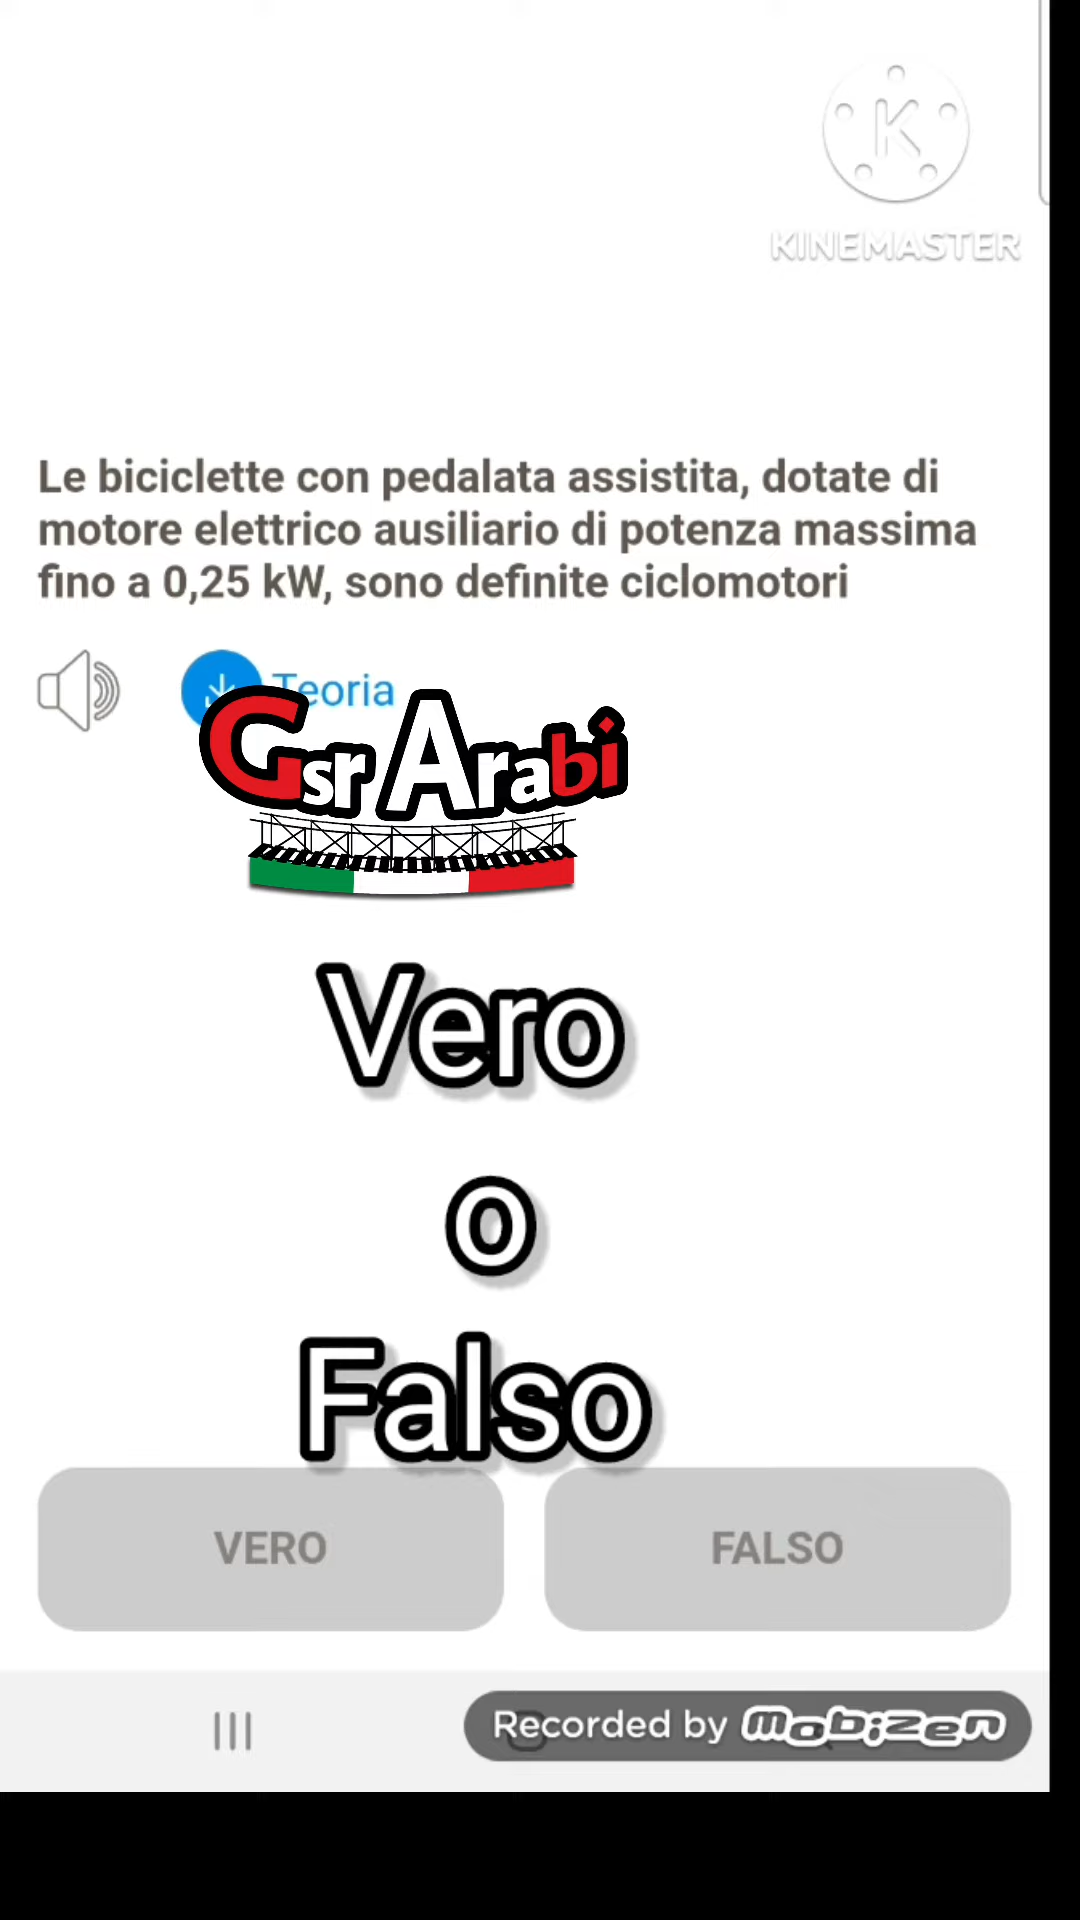 K
KINEMASTER
Le biciclette con pedalata assistita, dotate di
motore elettrico ausiliario di potenza massima
fino a 0,25 kW, sono definite ciclomotori
Teoria
Gsr Arabi
Vero
o
Falso
VERO
FALSO
Recorded by mobizen